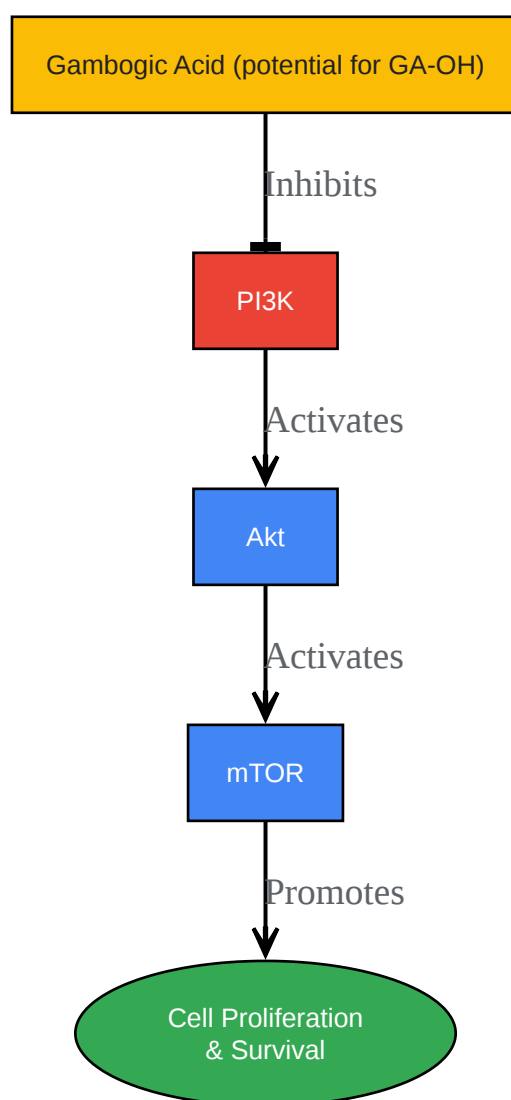 Gambogic Acid (potential for GA-OH)
Inhibits
PI3K
Activates
Akt
Activates
mTOR
Promotes
Cell Proliferation
& Survival